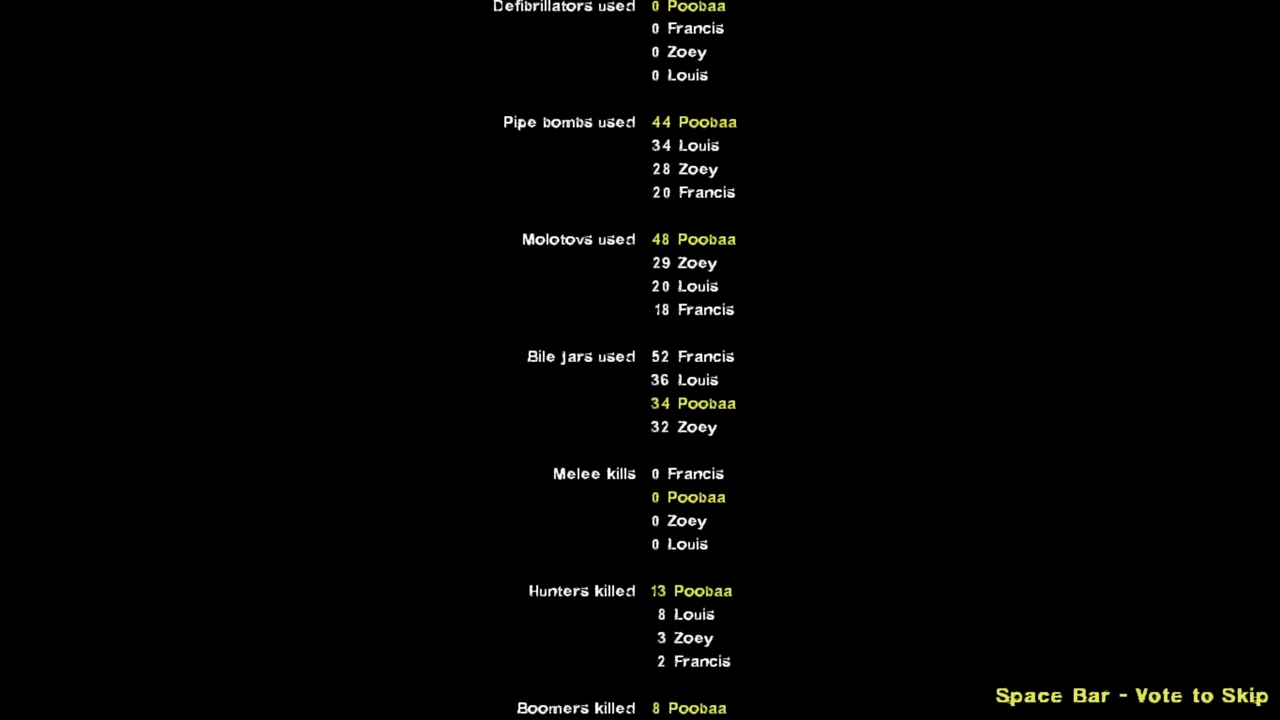 Defibrillators used 0 Poobaa
0 Francis
0 Zoey
0 Louis
Pipe bombs used 44 Poobaa
34 Louis
28 Zoey
20 Francis
Molotovs used 48 Poobaa
29 Zoey
20 Louis
18 Francis
Bile jars used 52 Francis
36 Louis
34 Poobaa
32 Zoey
Melee kills 0 Francis
0 Poobaa
0 Zoey
0 Louis
Hunters killed 13 Poobaa
8 Louis
3 Zoey
2 Francis
Boomers killed 8 Poobaa
Space Bar - Vote to Skip